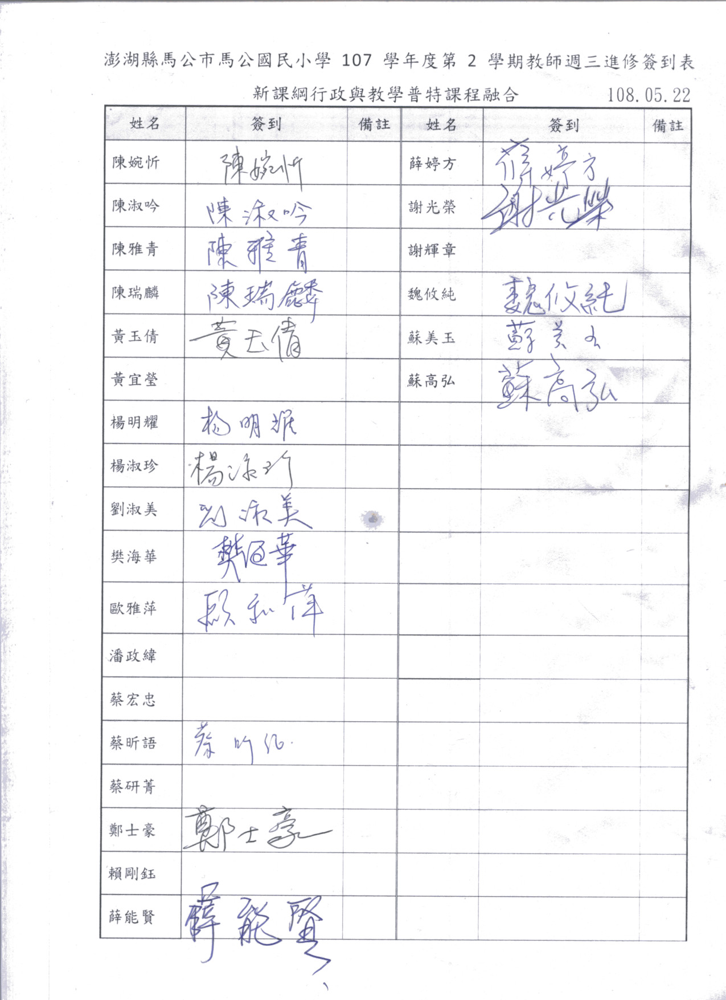 澎湖縣馬公市馬公國民小學 107 學年度第 2 學期教師週三進修簽到表
新課綱行政與教學普特課程融合 108.05.22
姓名 簽到 備註 姓名 簽到 備註
陳婉忻 陳婉忻 薛婷方 薛婷方
陳淑吟 陳淑吟 謝光榮 謝光榮
陳雅青 陳雅青 謝輝章
陳瑞麟 陳瑞麟 魏攸純 魏攸純
黃玉倩 黃玉倩 蘇美玉 蘇美玉
黃宜瑩 蘇高弘 蘇高弘
楊明耀 楊明耀
楊淑珍 楊淑珍
劉淑美 劉淑美
樊海華 樊海華
歐雅萍
潘政緯
蔡宏忠
蔡昕語 蔡昕語
蔡研菁
鄭士豪 鄭士豪
賴剛鈺
薛能賢 薛能賢